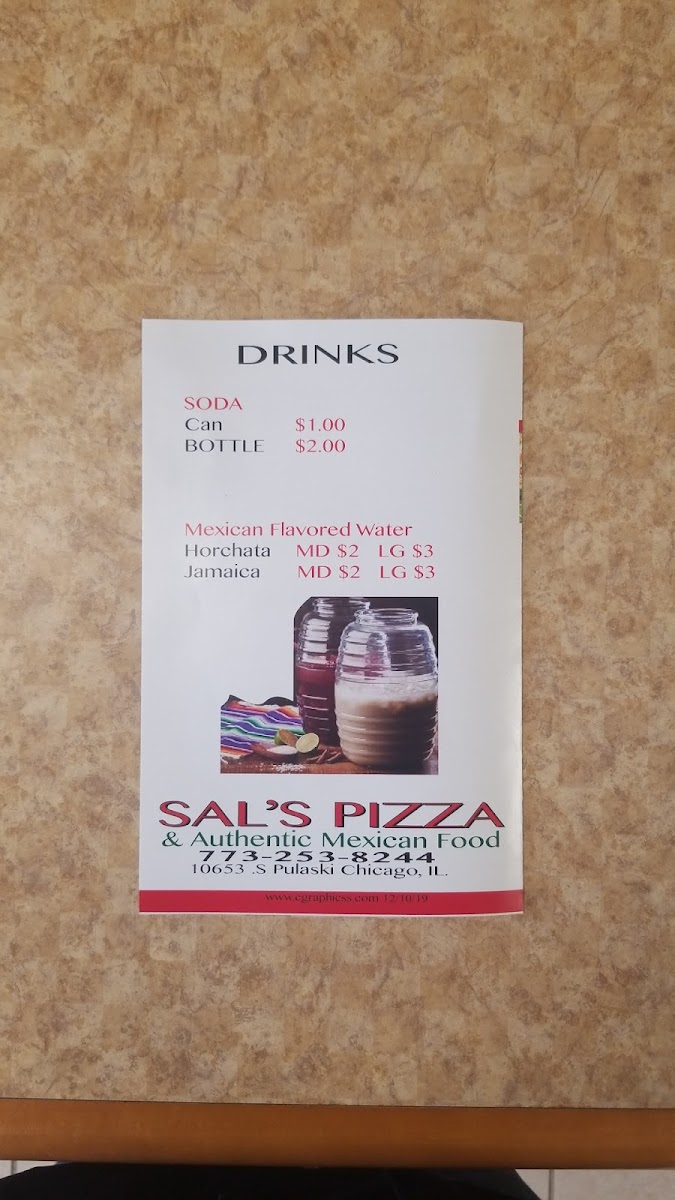 DRINKS
SODA
Can $1.00
BOTTLE $2.00
Mexican Flavored Water
Horchata MD $2 LG $3
Jamaica MD $2 LG $3
SAL'S PIZZA
& Authentic Mexican Food
773-253-8244
10653 .S Pulaski Chicago, IL.
www.cgraphicss.com 12/10/19